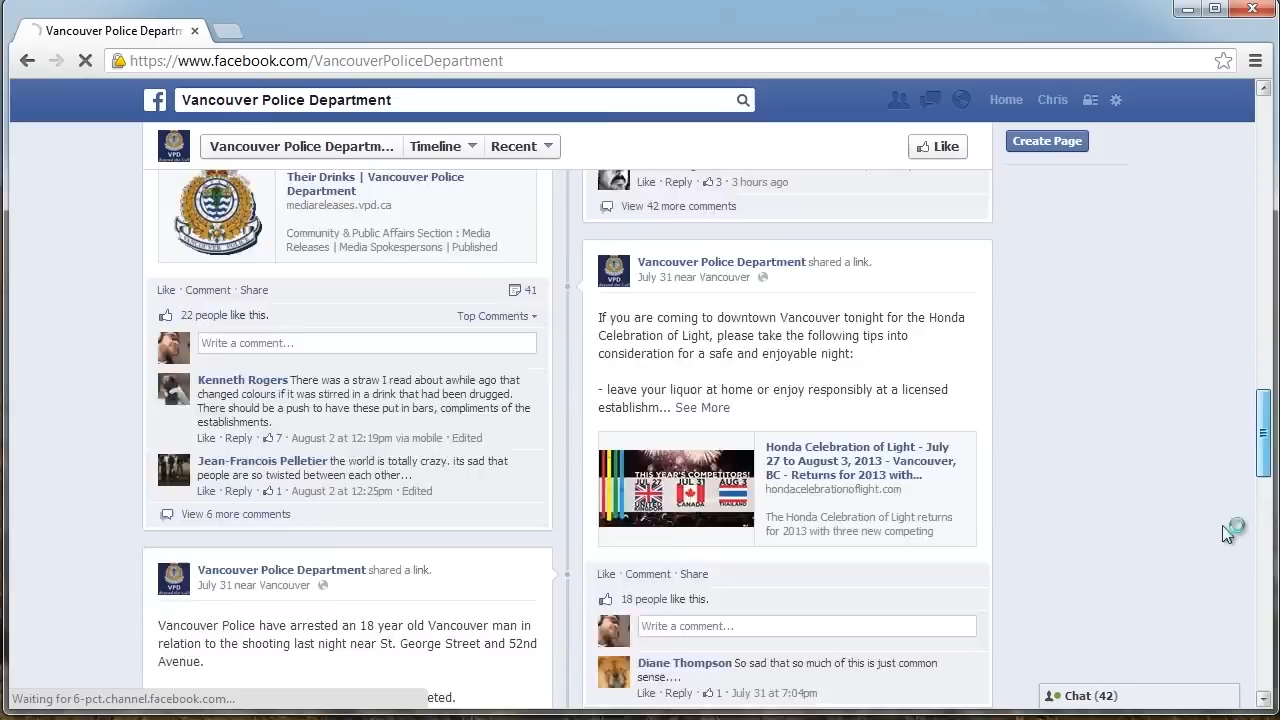 Vancouver Police Departm
https://www.facebook.com/VancouverPoliceDepartment
Vancouver Police Department
Home
Chris
Vancouver Police Departm...
Timeline
Recent
Like
Create Page
Their Drinks | Vancouver Police
Department
mediareleases.vpd.ca
Community & Public Affairs Section : Media
Releases | Media Spokespersons | Published
Like · Comment · Share
41
22 people like this.
Top Comments
Write a comment...
Kenneth Rogers There was a straw I read about awhile ago that
changed colours if it was stirred in a drink that had been drugged.
There should be a push to have these put in bars, compliments of the
establishments.
Like · Reply · 7 · August 2 at 12:19pm via mobile · Edited
Jean-Francois Pelletier the world is totally crazy. its sad that
people are so twisted between each other...
Like · Reply · 1 · August 2 at 12:25pm · Edited
View 6 more comments
Vancouver Police Department shared a link.
July 31 near Vancouver
Vancouver Police have arrested an 18 year old Vancouver man in
relation to the shooting last night near St. George Street and 52nd
Avenue.
eted.
Waiting for 6-pct.channel.facebook.com...
Like · Reply · 3 · 3 hours ago
View 42 more comments
Vancouver Police Department shared a link.
July 31 near Vancouver
If you are coming to downtown Vancouver tonight for the Honda
Celebration of Light, please take the following tips into
consideration for a safe and enjoyable night:
- leave your liquor at home or enjoy responsibly at a licensed
establishm... See More
THIS YEAR'S COMPETITORS!
JUL 27 JUL 31 AUG 3
UNITED KINGDOM CANADA THAILAND
Honda Celebration of Light - July
27 to August 3, 2013 - Vancouver,
BC - Returns for 2013 with...
hondacelebrationoflight.com
The Honda Celebration of Light returns
for 2013 with three new competing
Like · Comment · Share
18 people like this.
Write a comment...
Diane Thompson So sad that so much of this is just common
sense....
Like · Reply · 1 · July 31 at 7:04pm
Chat (42)